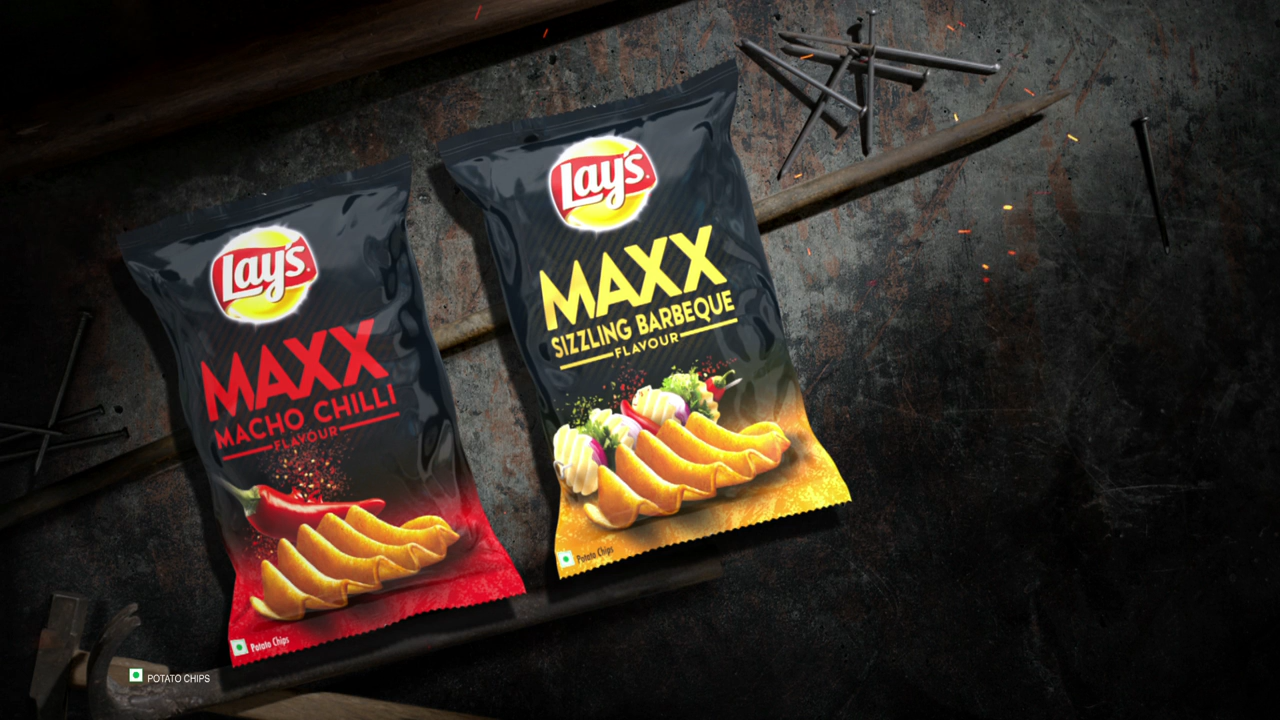 Lay's
MAXX
MACHO CHILLI
FLAVOUR
Potato Chips
Lay's
MAXX
SIZZLING BARBEQUE
FLAVOUR
Potato Chips
POTATO CHIPS